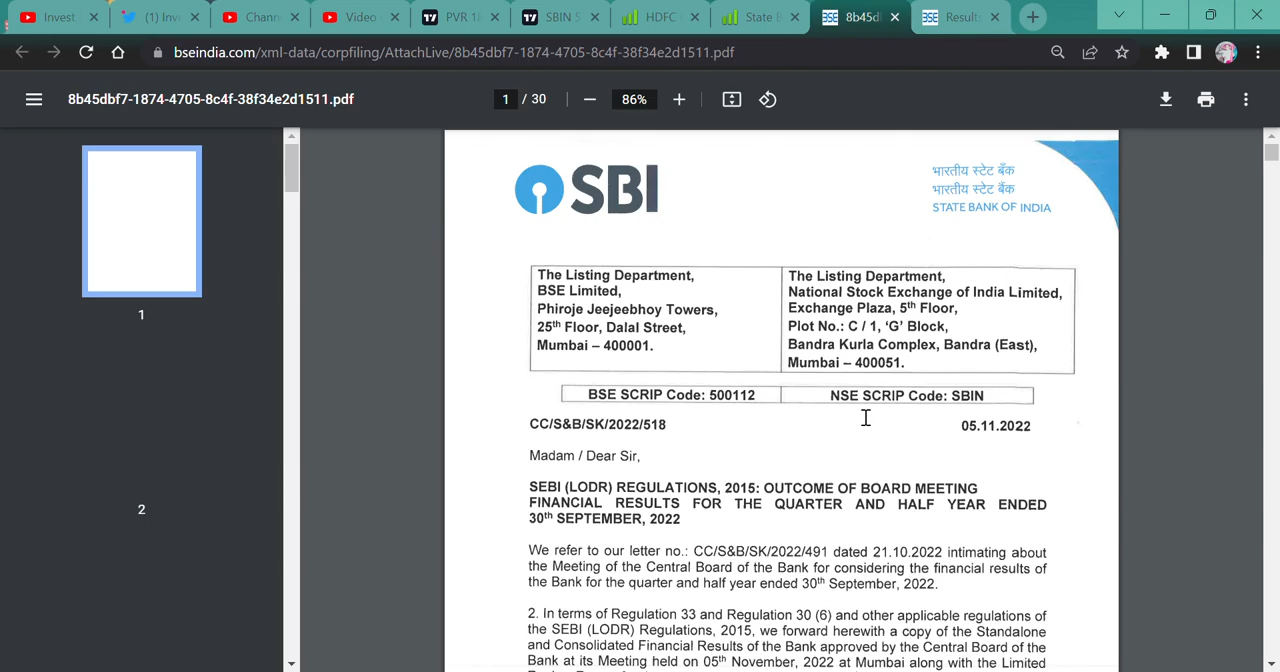 Invest
(1) Inv
Chann
Video
PVR 1
SBIN 5
HDFC
State B
8b45d
Results
bseindia.com/xml-data/corpfiling/AttachLive/8b45dbf7-1874-4705-8c4f-38f34e2d1511.pdf
8b45dbf7-1874-4705-8c4f-38f34e2d1511.pdf
1 / 30
86%
1
2
SBI
भारतीय स्टेट बैंक
भारतीय स्टेट बैंक
STATE BANK OF INDIA
The Listing Department,
BSE Limited,
Phiroje Jeejeebhoy Towers,
25th Floor, Dalal Street,
Mumbai – 400001.
The Listing Department,
National Stock Exchange of India Limited,
Exchange Plaza, 5th Floor,
Plot No.: C / 1, ‘G’ Block,
Bandra Kurla Complex, Bandra (East),
Mumbai – 400051.
BSE SCRIP Code: 500112
NSE SCRIP Code: SBIN
CC/S&B/SK/2022/518
05.11.2022
Madam / Dear Sir,
SEBI (LODR) REGULATIONS, 2015: OUTCOME OF BOARD MEETING
FINANCIAL RESULTS FOR THE QUARTER AND HALF YEAR ENDED
30th SEPTEMBER, 2022
We refer to our letter no.: CC/S&B/SK/2022/491 dated 21.10.2022 intimating about
the Meeting of the Central Board of the Bank for considering the financial results of
the Bank for the quarter and half year ended 30th September, 2022.
2. In terms of Regulation 33 and Regulation 30 (6) and other applicable regulations of
the SEBI (LODR) Regulations, 2015, we forward herewith a copy of the Standalone
and Consolidated Financial Results of the Bank approved by the Central Board of the
Bank at its Meeting held on 05th November, 2022 at Mumbai along with the Limited